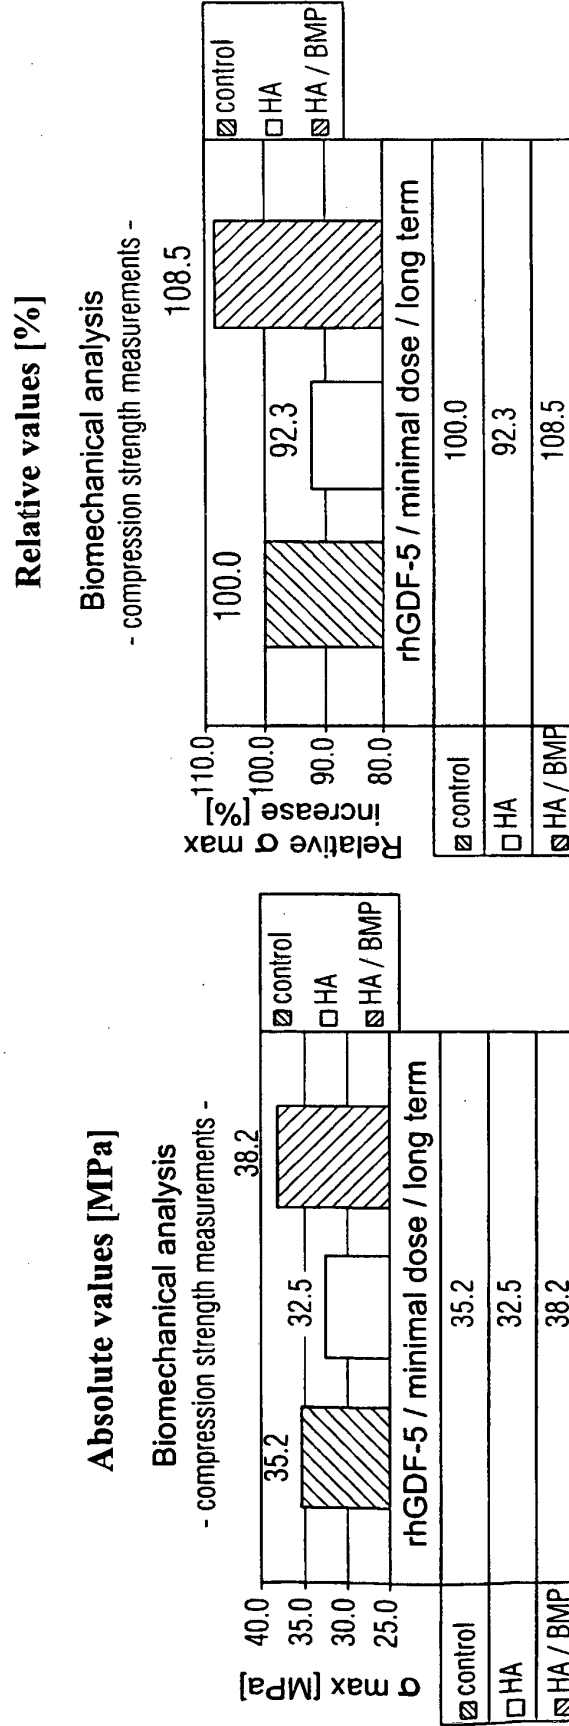 Absolute values [MPa]
Biomechanical analysis
- compression strength measurements -
σ max [MPa]
40.0
35.0
30.0
25.0
35.2
32.5
38.2
control
HA
HA / BMP
rhGDF-5 / minimal dose / long term
control 35.2
HA 32.5
HA / BMP 38.2
Relative values [%]
Biomechanical analysis
- compression strength measurements -
Relative σ max
increase [%]
110.0
100.0
90.0
80.0
100.0
92.3
108.5
control
HA
HA / BMP
rhGDF-5 / minimal dose / long term
control 100.0
HA 92.3
HA / BMP 108.5